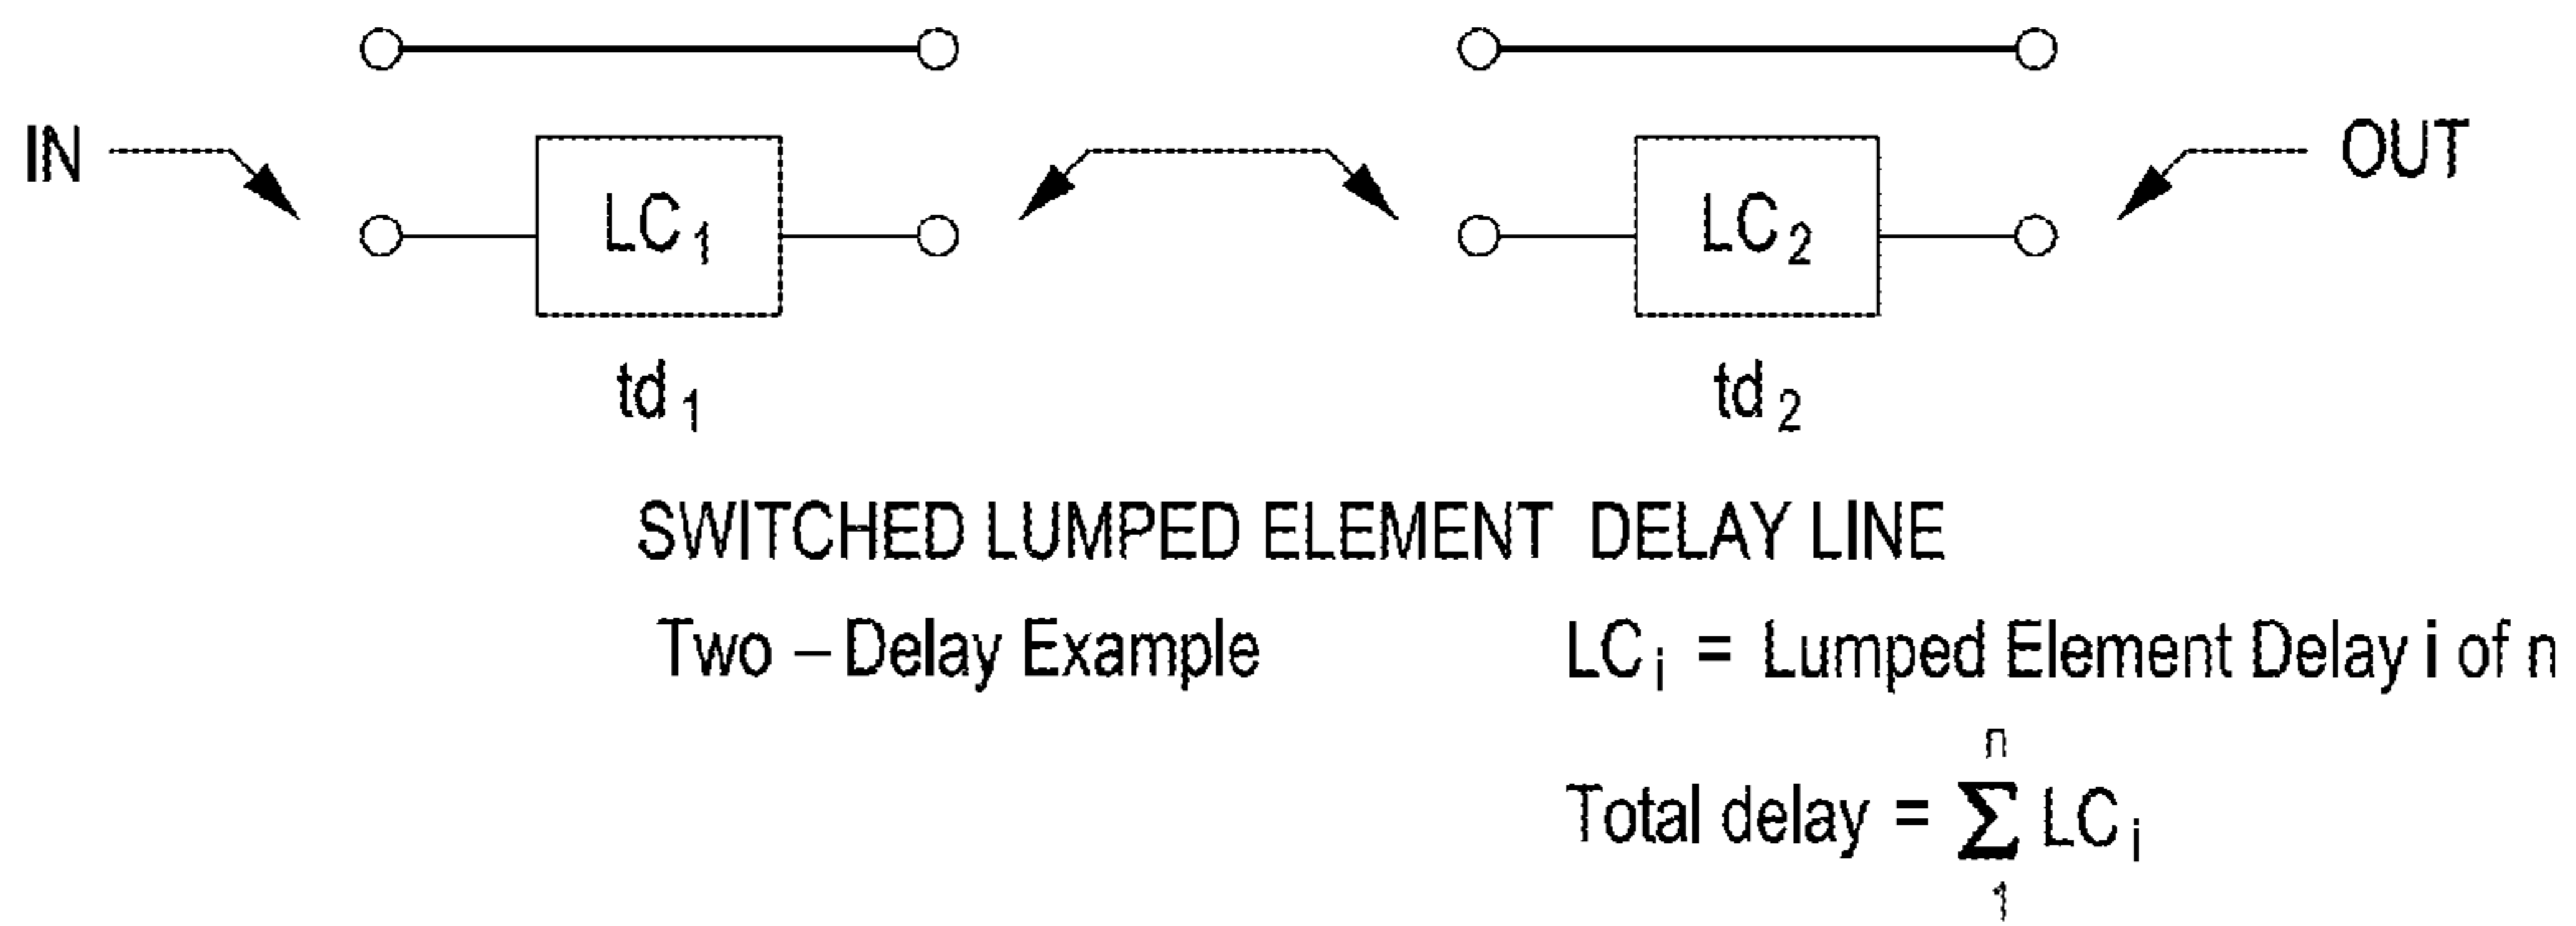 IN OUT
LC₁ LC₂
td₁ td₂
SWITCHED LUMPED ELEMENT DELAY LINE
Two – Delay Example LCᵢ = Lumped Element Delay i of n
n
Total delay = Σ LCᵢ
1